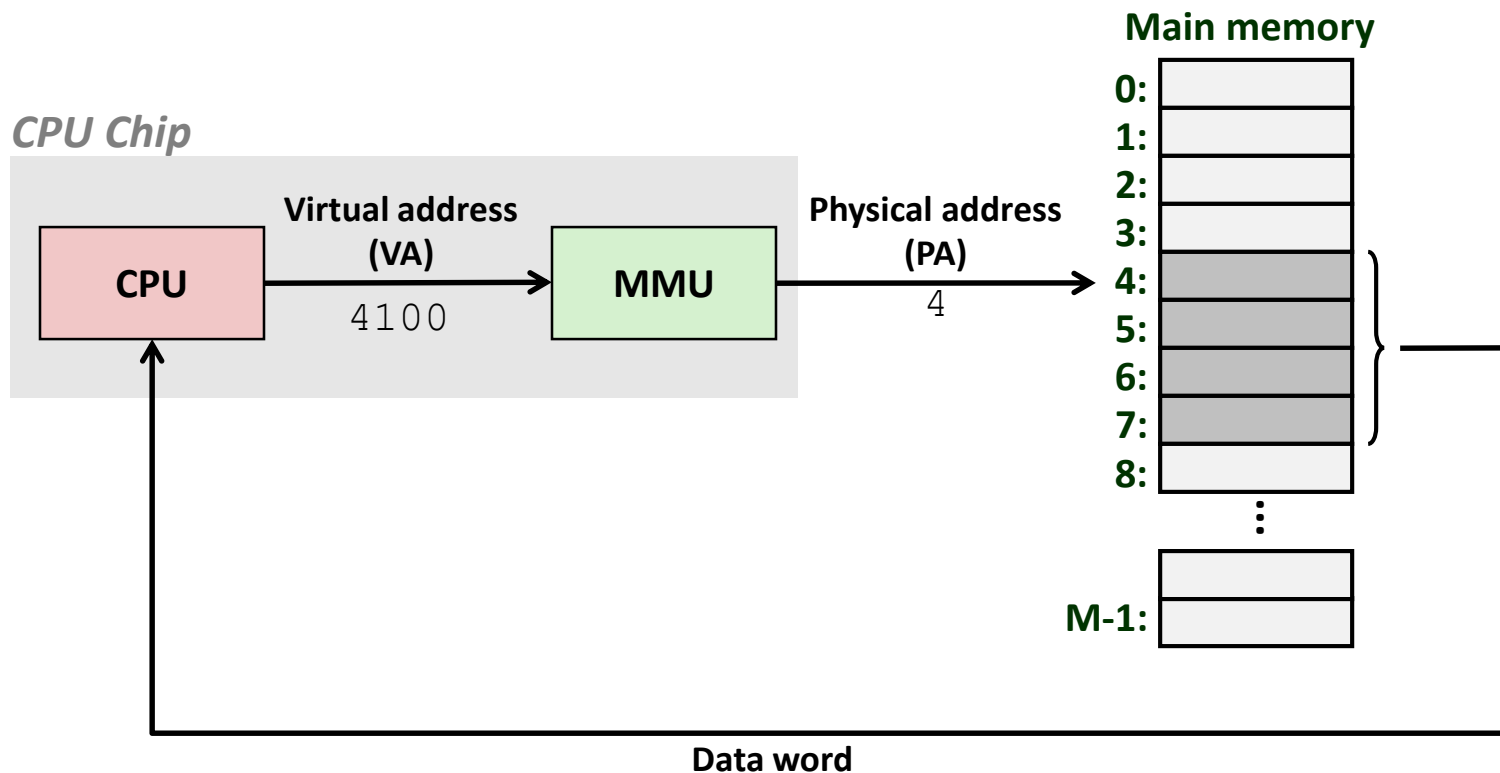 Main memory
CPU Chip
0:
1:
2:
3:
4:
5:
6:
7:
8:
M-1:
Virtual address
(VA)
4100
Physical address
(PA)
4
CPU
MMU
Data word